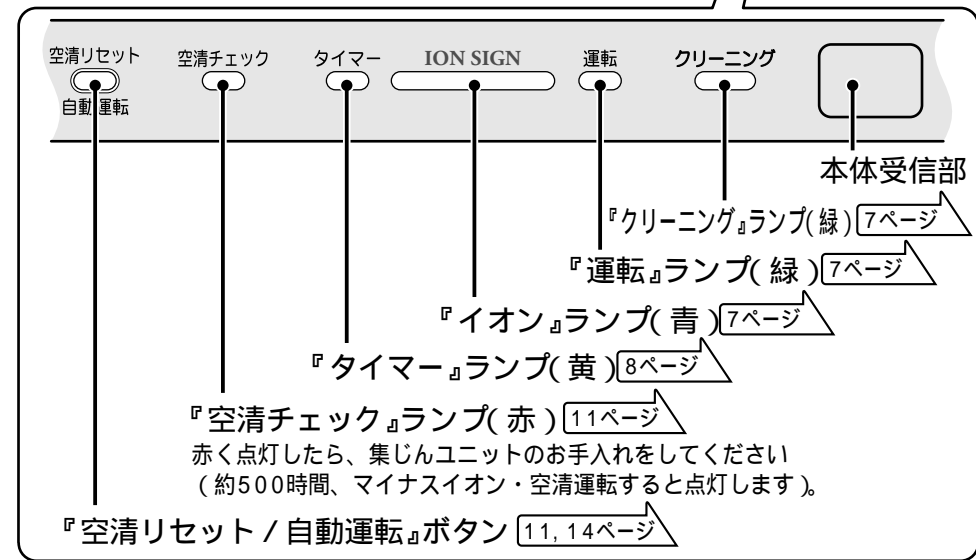 空清リセット
自動運転
空清チェック
タイマー
ION SIGN
運転
クリーニング
本体受信部
『クリーニング』ランプ(緑) 7ページ
『運転』ランプ(緑) 7ページ
『イオン』ランプ(青) 7ページ
『タイマー』ランプ(黄) 8ページ
『空清チェック』ランプ(赤) 11ページ
赤く点灯したら、集じんユニットのお手入れをしてください
(約500時間、マイナスイオン・空清運転すると点灯します)。
『空清リセット/自動運転』ボタン 11,14ページ